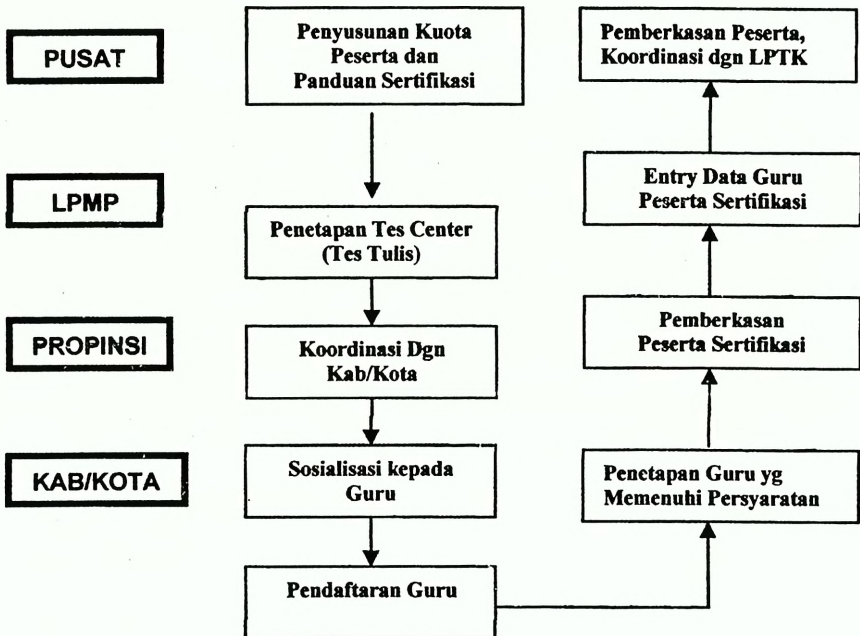 PUSAT
Penyusunan Kuota
Peserta dan
Panduan Sertifikasi
Pemberkasan Peserta,
Koordinasi dgn LPTK
LPMP
Penetapan Tes Center
(Tes Tulis)
Entry Data Guru
Peserta Sertifikasi
PROPINSI
Koordinasi Dgn
Kab/Kota
Pemberkasan
Peserta Sertifikasi
KAB/KOTA
Sosialisasi kepada
Guru
Penetapan Guru yg
Memenuhi Persyaratan
Pendaftaran Guru